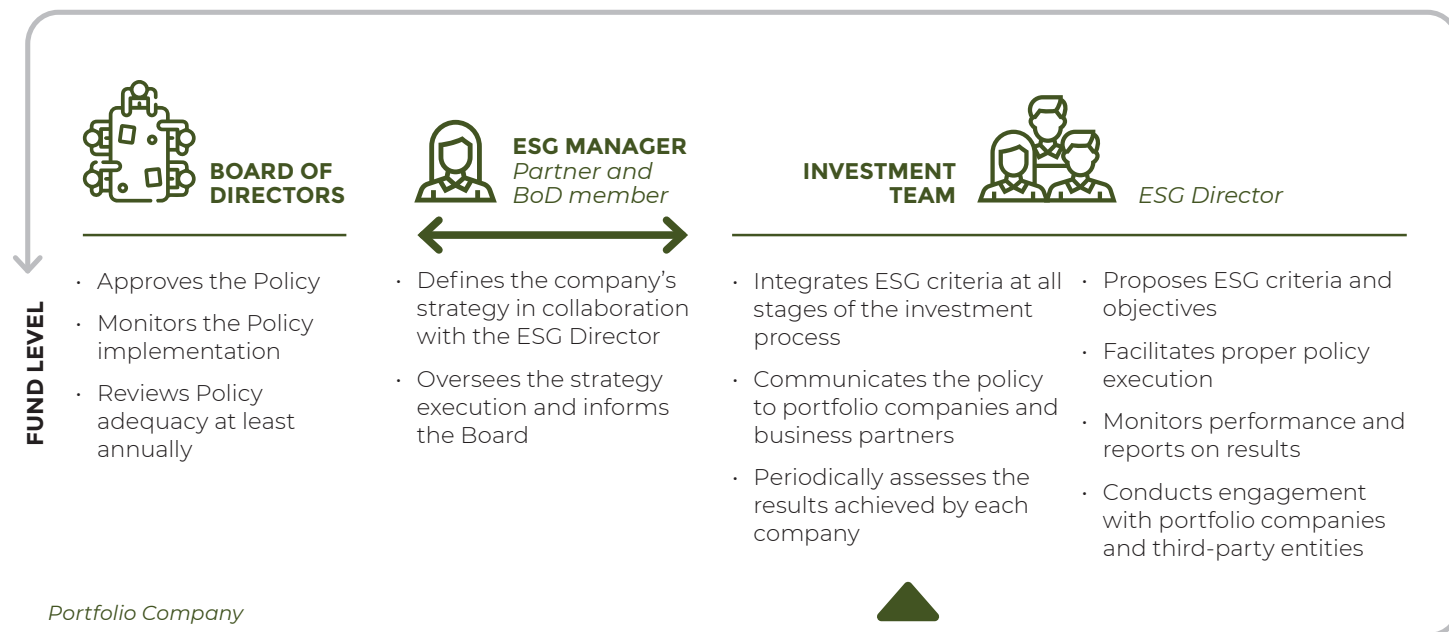 FUND LEVEL
BOARD OF
DIRECTORS
· Approves the Policy
· Monitors the Policy
implementation
· Reviews Policy
adequacy at least
annually
ESG MANAGER
Partner and
BoD member
· Defines the company’s
strategy in collaboration
with the ESG Director
· Oversees the strategy
execution and informs
the Board
INVESTMENT
TEAM
· Integrates ESG criteria at all
stages of the investment
process
· Communicates the policy
to portfolio companies and
business partners
· Periodically assesses the
results achieved by each
company
ESG Director
· Proposes ESG criteria and
objectives
· Facilitates proper policy
execution
· Monitors performance and
reports on results
· Conducts engagement
with portfolio companies
and third-party entities
Portfolio Company